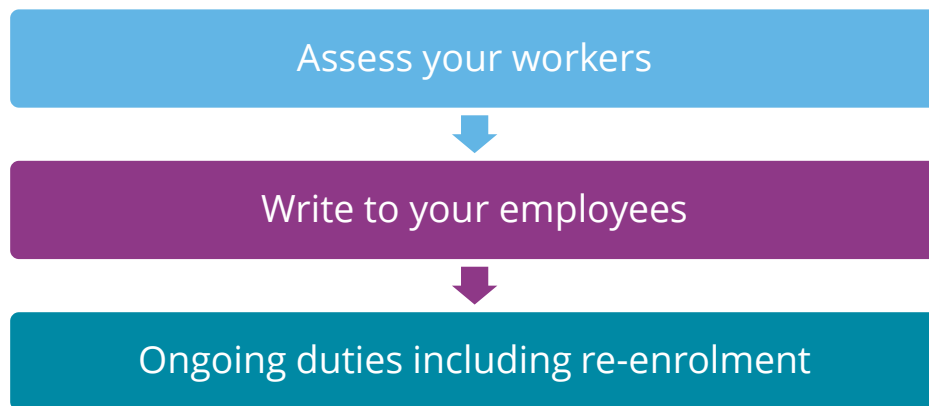 Assess your workers
Write to your employees
Ongoing duties including re-enrolment